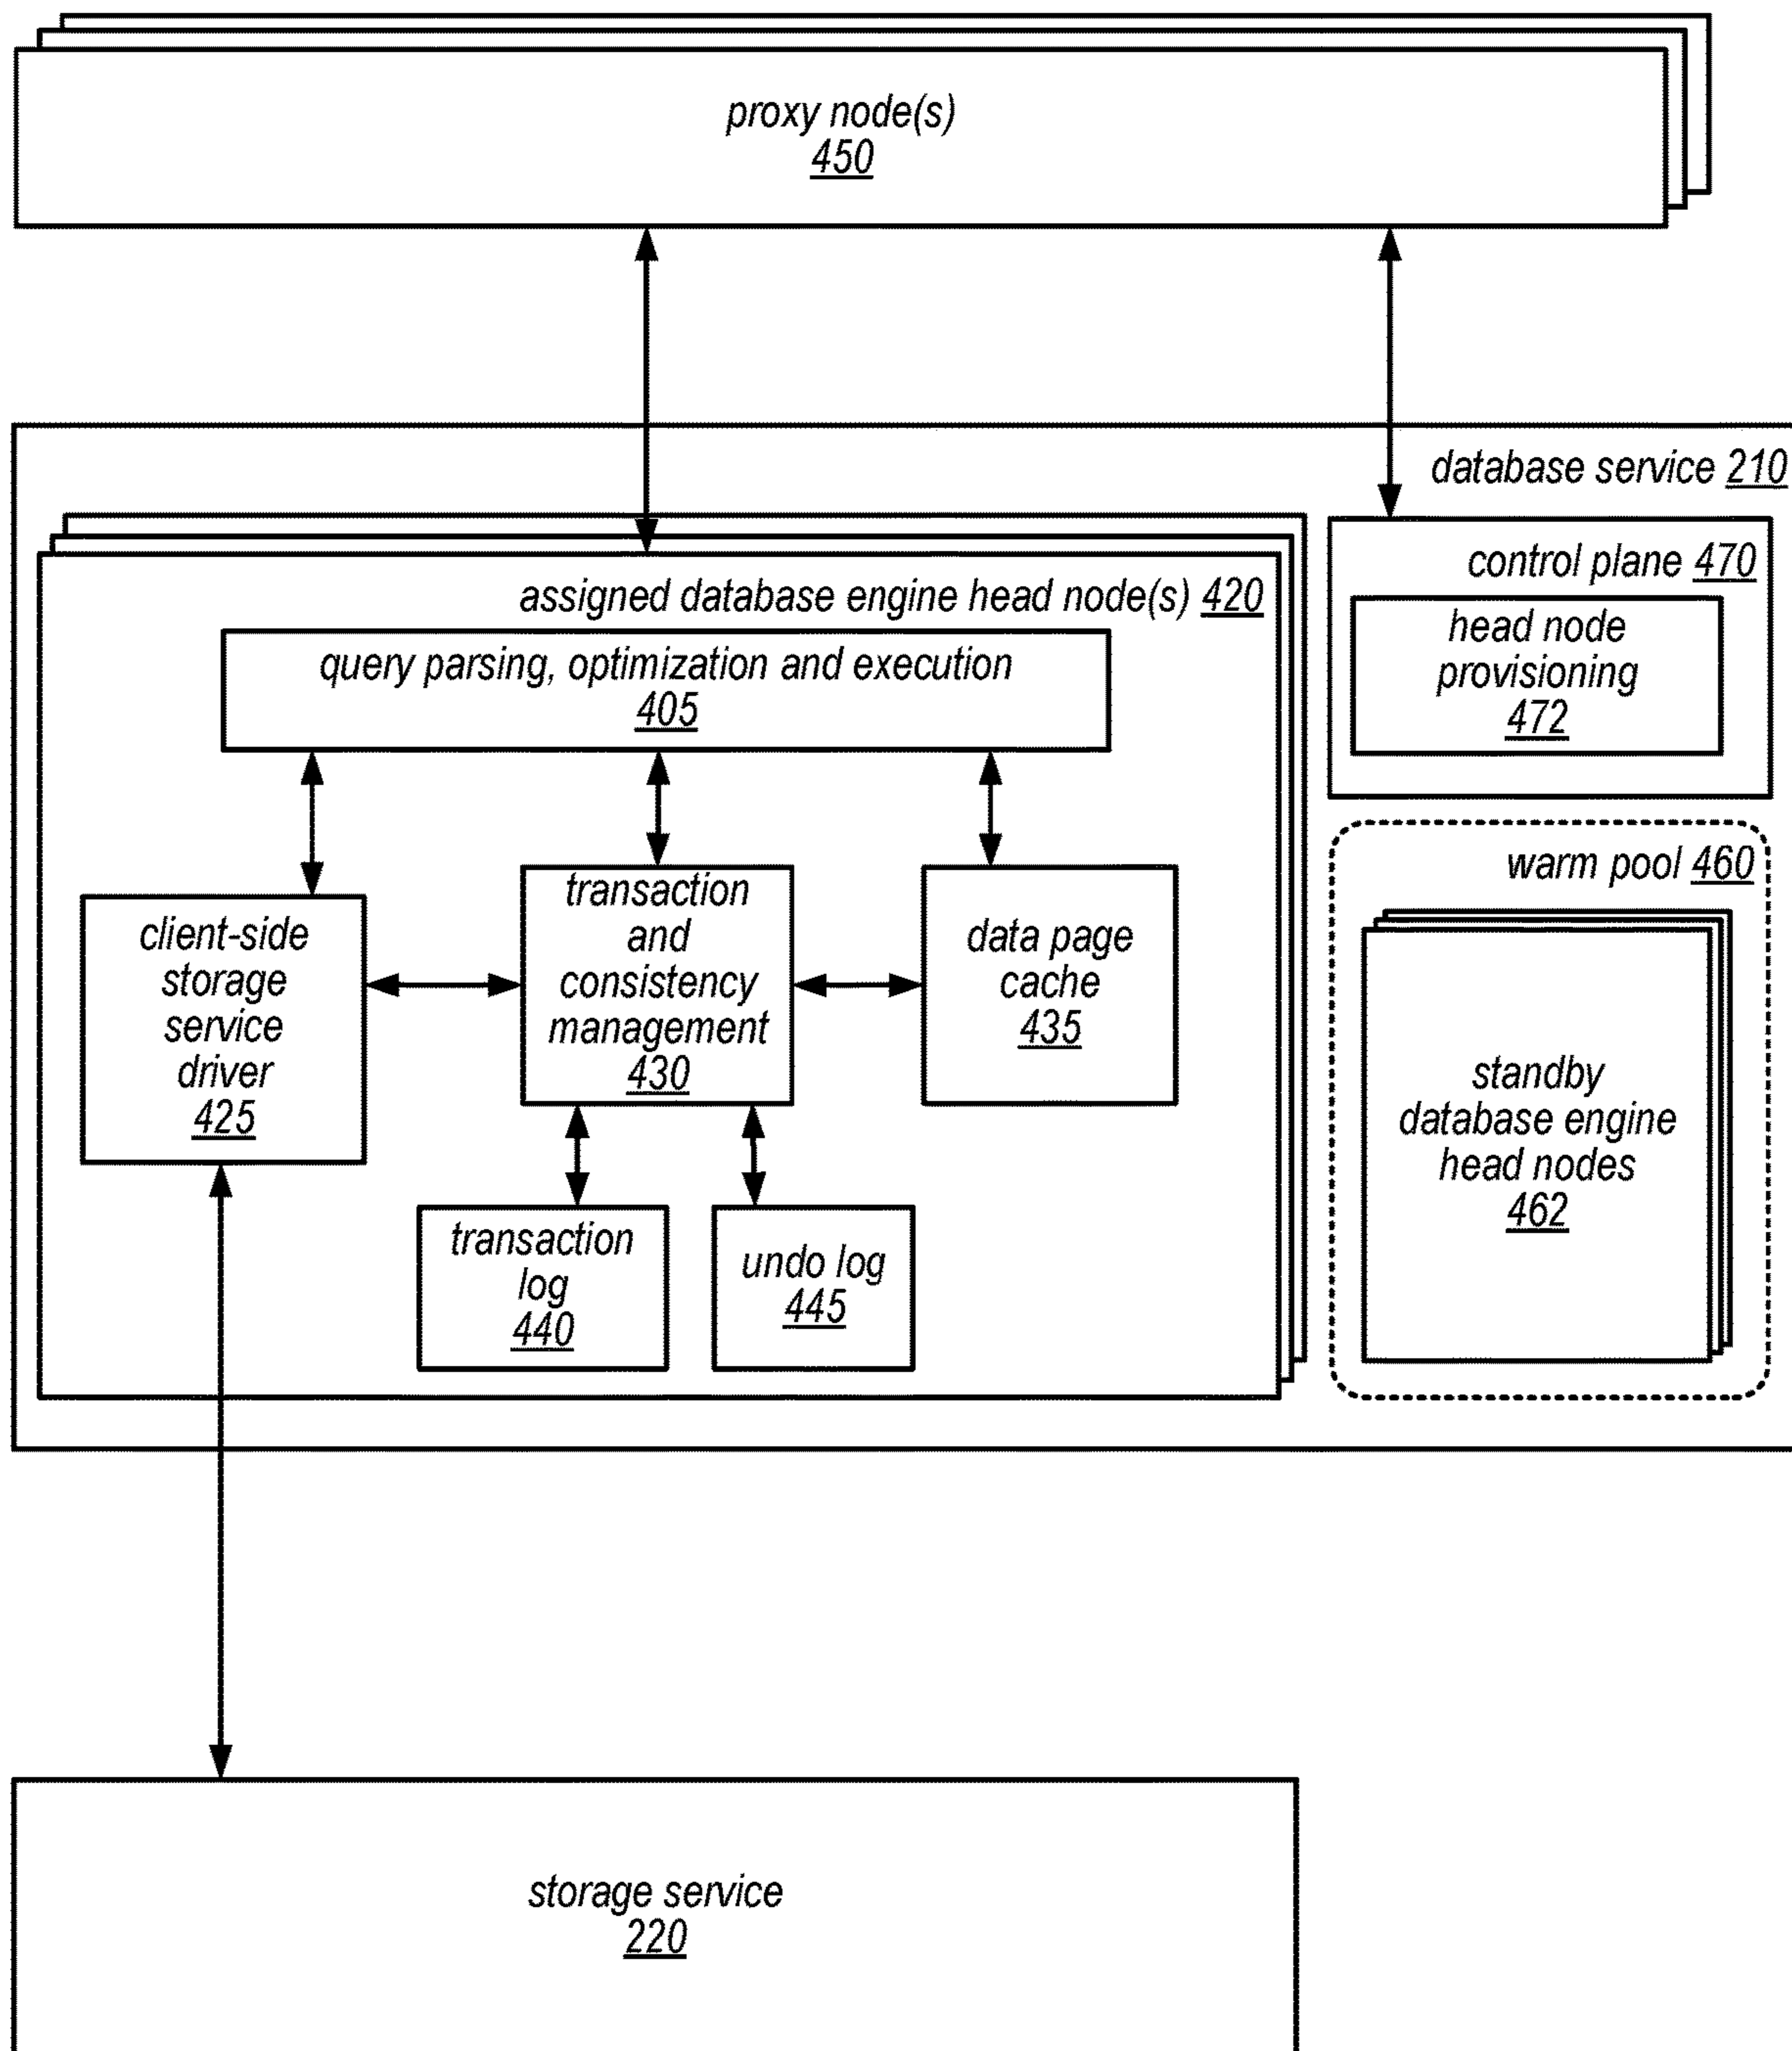 proxy node(s)
450
database service 210
assigned database engine head node(s) 420
query parsing, optimization and execution
405
client-side
storage
service
driver
425
transaction
and
consistency
management
430
data page
cache
435
transaction
log
440
undo log
445
control plane 470
head node
provisioning
472
warm pool 460
standby
database engine
head nodes
462
storage service
220